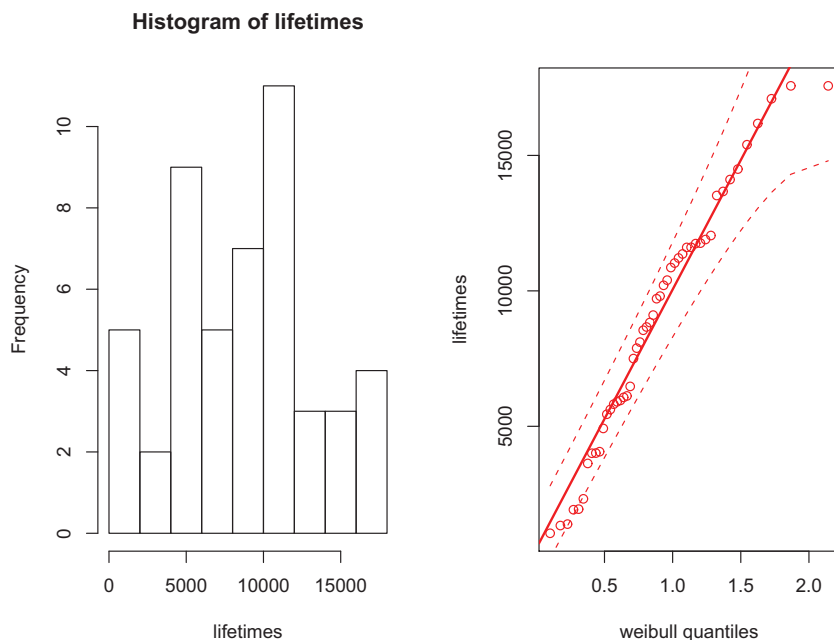 Histogram of lifetimes
Frequency
0
2
4
6
8
10
0 5000 10000 15000
lifetimes
lifetimes
5000
10000
15000
0.5 1.0 1.5 2.0
weibull quantiles